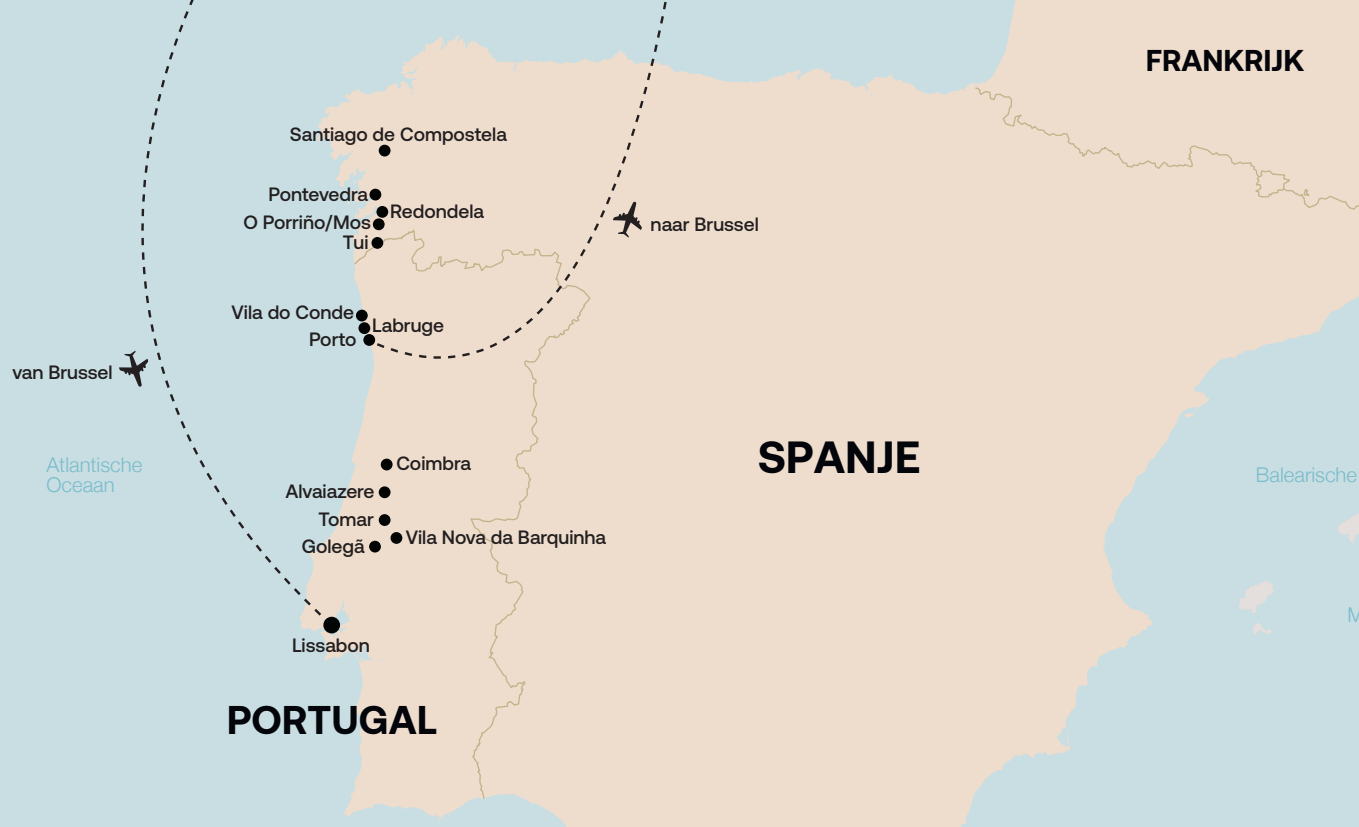 FRANKRIJK
Santiago de Compostela
Pontevedra
Redondela
O Porriño/Mos
naar Brussel
Tui
Vila do Conde
Labruge
Porto
van Brussel
SPANJE
Coimbra
Atlantische
Oceaan
Balearische
Alvaiazere
Tomar
Vila Nova da Barquinha
Golegã
M
Lissabon
PORTUGAL